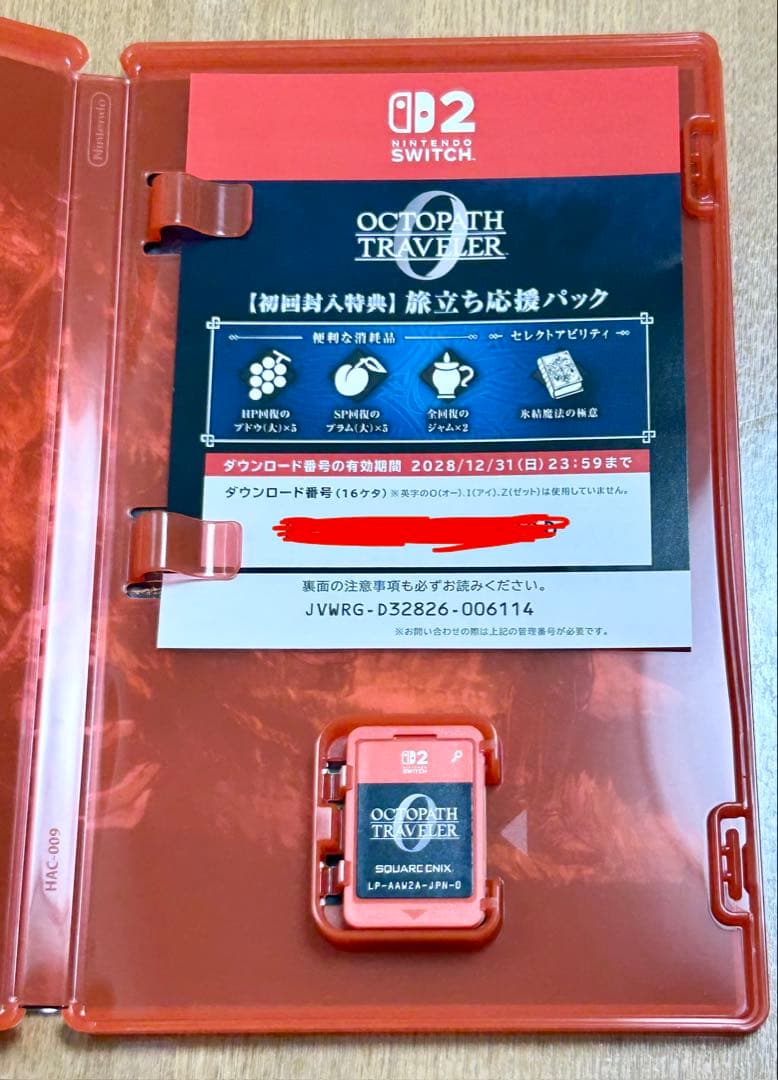 Nintendo
2
NINTENDO
SWITCH
OCTOPATH
TRAVELER
0
【初回封入特典】旅立ち応援パック
便利な消耗品
セレクトアビリティ
HP回復の
ブドウ(大)×5
SP回復の
プラム(大)×5
全回復の
ジャム×2
氷結魔法の極意
ダウンロード番号の有効期間 2028/12/31(日)23:59まで
ダウンロード番号(16ケタ) ※英字のO(オー)、I(アイ)、Z(ゼット)は使用していません。
裏面の注意事項も必ずお読みください。
JVWRG-D32826-006114
※お問い合わせの際は上記の管理番号が必要です。
2
NINTENDO
SWITCH
OCTOPATH
TRAVELER
0
SQUARE ENIX
LP-AAW2A-JPN-0
HAC-009